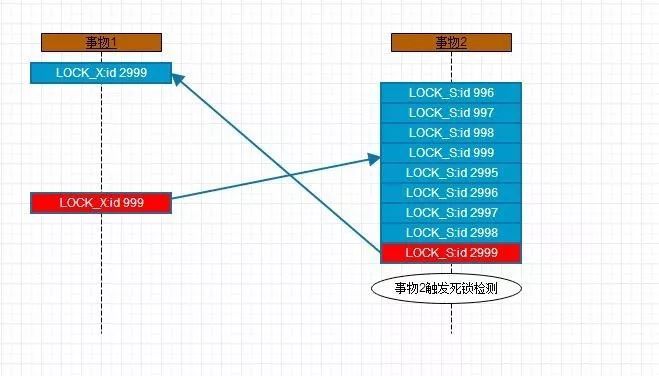 事物1
事物2
LOCK_X:id 2999
LOCK_S:id 996
LOCK_S:id 997
LOCK_S:id 998
LOCK_S:id 999
LOCK_S:id 2995
LOCK_X:id 999
LOCK_S:id 2996
LOCK_S:id 2997
LOCK_S:id 2998
LOCK_S:id 2999
事物2触发死锁检测